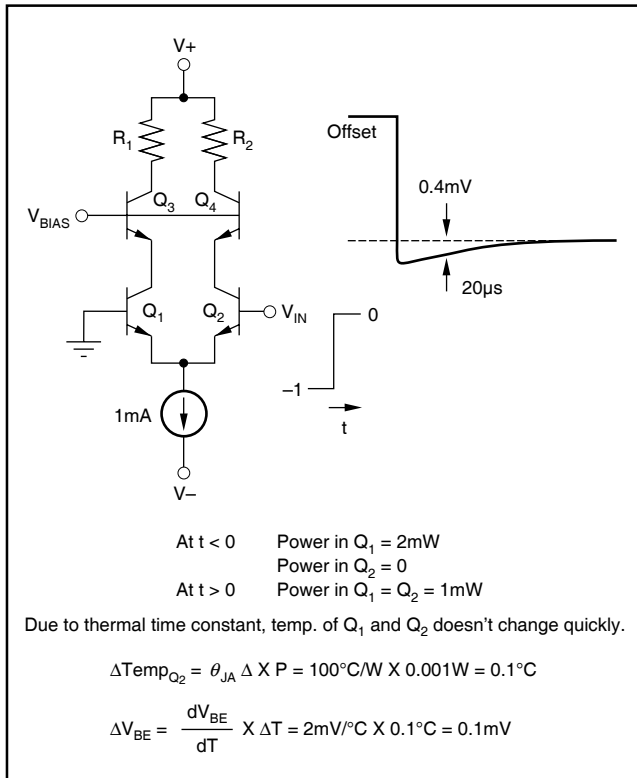 V+
R1 R2
Offset
Q3 Q4
0.4mV
VBIAS
20µs
Q1 Q2 VIN
0
–1
1mA
t
V–
At t < 0 Power in Q1 = 2mW
Power in Q2 = 0
At t > 0 Power in Q1 = Q2 = 1mW
Due to thermal time constant, temp. of Q1 and Q2 doesn't change quickly.
ΔTempQ2 = θJA Δ X P = 100°C/W X 0.001W = 0.1°C
ΔVBE = dVBE/dT X ΔT = 2mV/°C X 0.1°C = 0.1mV